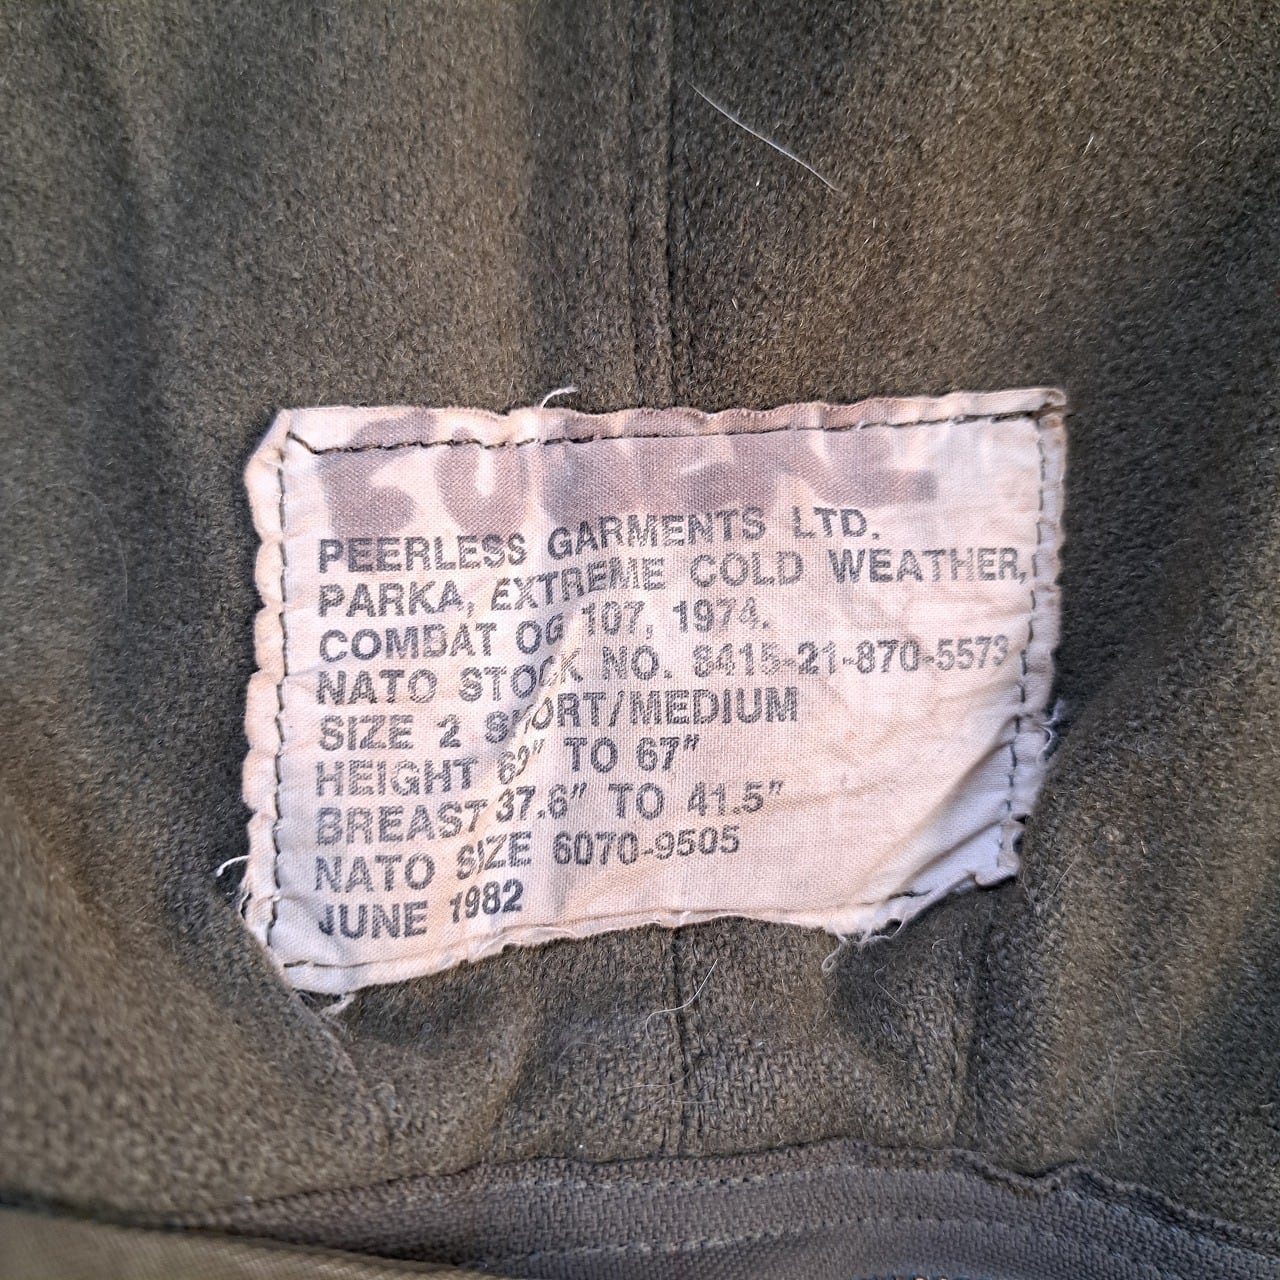 PEERLESS GARMENTS LTD.
PARKA, EXTREME COLD WEATHER,
COMBAT OG 107, 1974.
NATO STOCK NO. 8415-21-870-5573
SIZE 2 SHORT/MEDIUM
HEIGHT TO 67"
BREAST 37.6" TO 41.5"
NATO SIZE 6070-9505
JUNE 1982